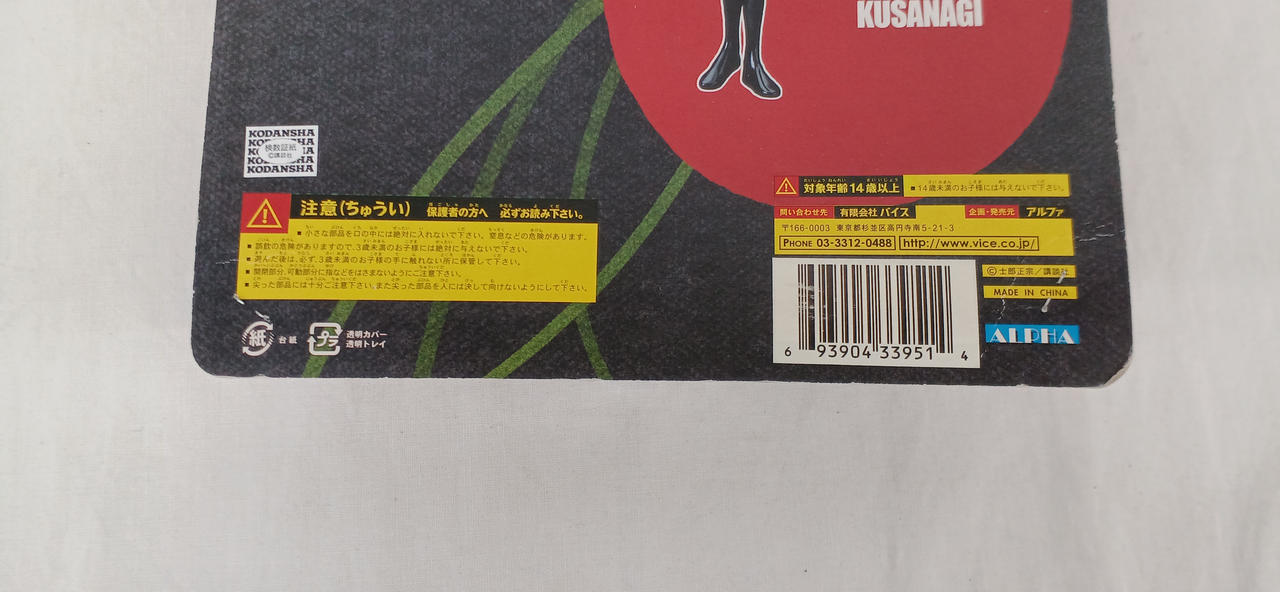 KUSANAGI
KODANSHA
KODANSHA
検数証紙
©講談社
KODANSHA
KODANSHA
注意(ちゅうい) 保護者の方へ 必ずお読み下さい。
■小さな部品を口の中には絶対に入れないで下さい。窒息などの危険があります。
■誤飲の危険がありますので、3歳未満のお子様には絶対に与えないで下さい。
■遊んだ後は、必ず、3歳未満のお子様の手に触れない所に保管して下さい。
■開閉部分、可動部分に指などをはさまないようにご注意下さい。
■尖った部品には十分ご注意下さい。また尖った部品を人には決して向けないようにして下さい。
紙 台紙
プラ 透明カバー
透明トレイ
対象年齢14歳以上 ■14歳未満のお子様には与えないで下さい。
問い合わせ先 有限会社バイス 企画・発売元 アルファ
〒166-0003 東京都杉並区高円寺南5-21-3
PHONE 03-3312-0488 http://www.vice.co.jp/
©士郎正宗/講談社
MADE IN CHINA
ALPHA
6 93904 33951 4